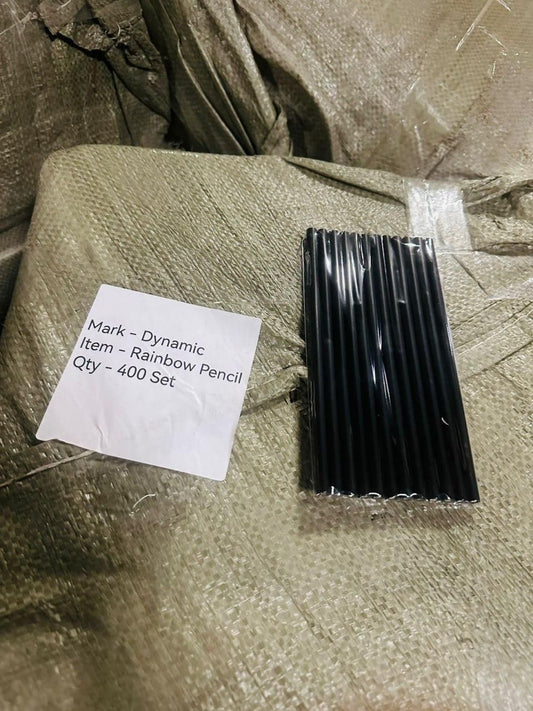 Mark - Dynamic
Item - Rainbow Pencil
Qty - 400 Set